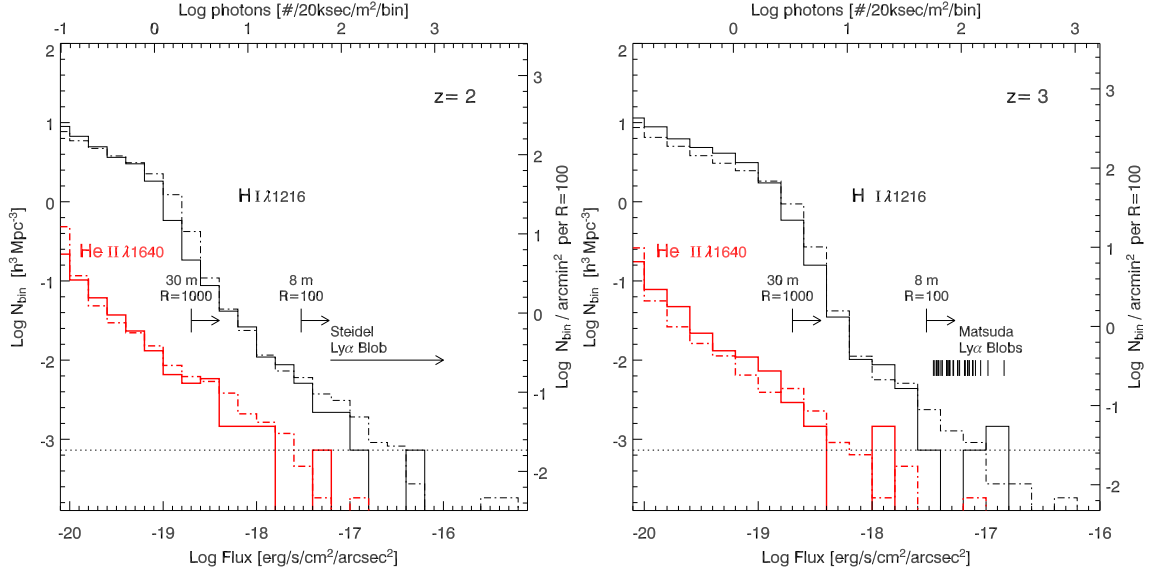 Log photons [#/20ksec/m²/bin]
-1 0 1 2 3
2
1
0
-1
-2
-3
Log N_bin [h³ Mpc⁻³]
z= 2
H I λ1216
He II λ1640
30 m
R=1000
8 m
R=100
Steidel
Lyα Blob
3
2
1
0
-1
-2
Log N_bin / arcmin² per R=100
-20 -19 -18 -17 -16
Log Flux [erg/s/cm²/arcsec²]
Log photons [#/20ksec/m²/bin]
0 1 2 3
2
1
0
-1
-2
-3
Log N_bin [h³ Mpc⁻³]
z= 3
H I λ1216
He II λ1640
30 m
R=1000
8 m
R=100
Matsuda
Lyα Blobs
3
2
1
0
-1
-2
Log N_bin / arcmin² per R=100
-20 -19 -18 -17 -16
Log Flux [erg/s/cm²/arcsec²]